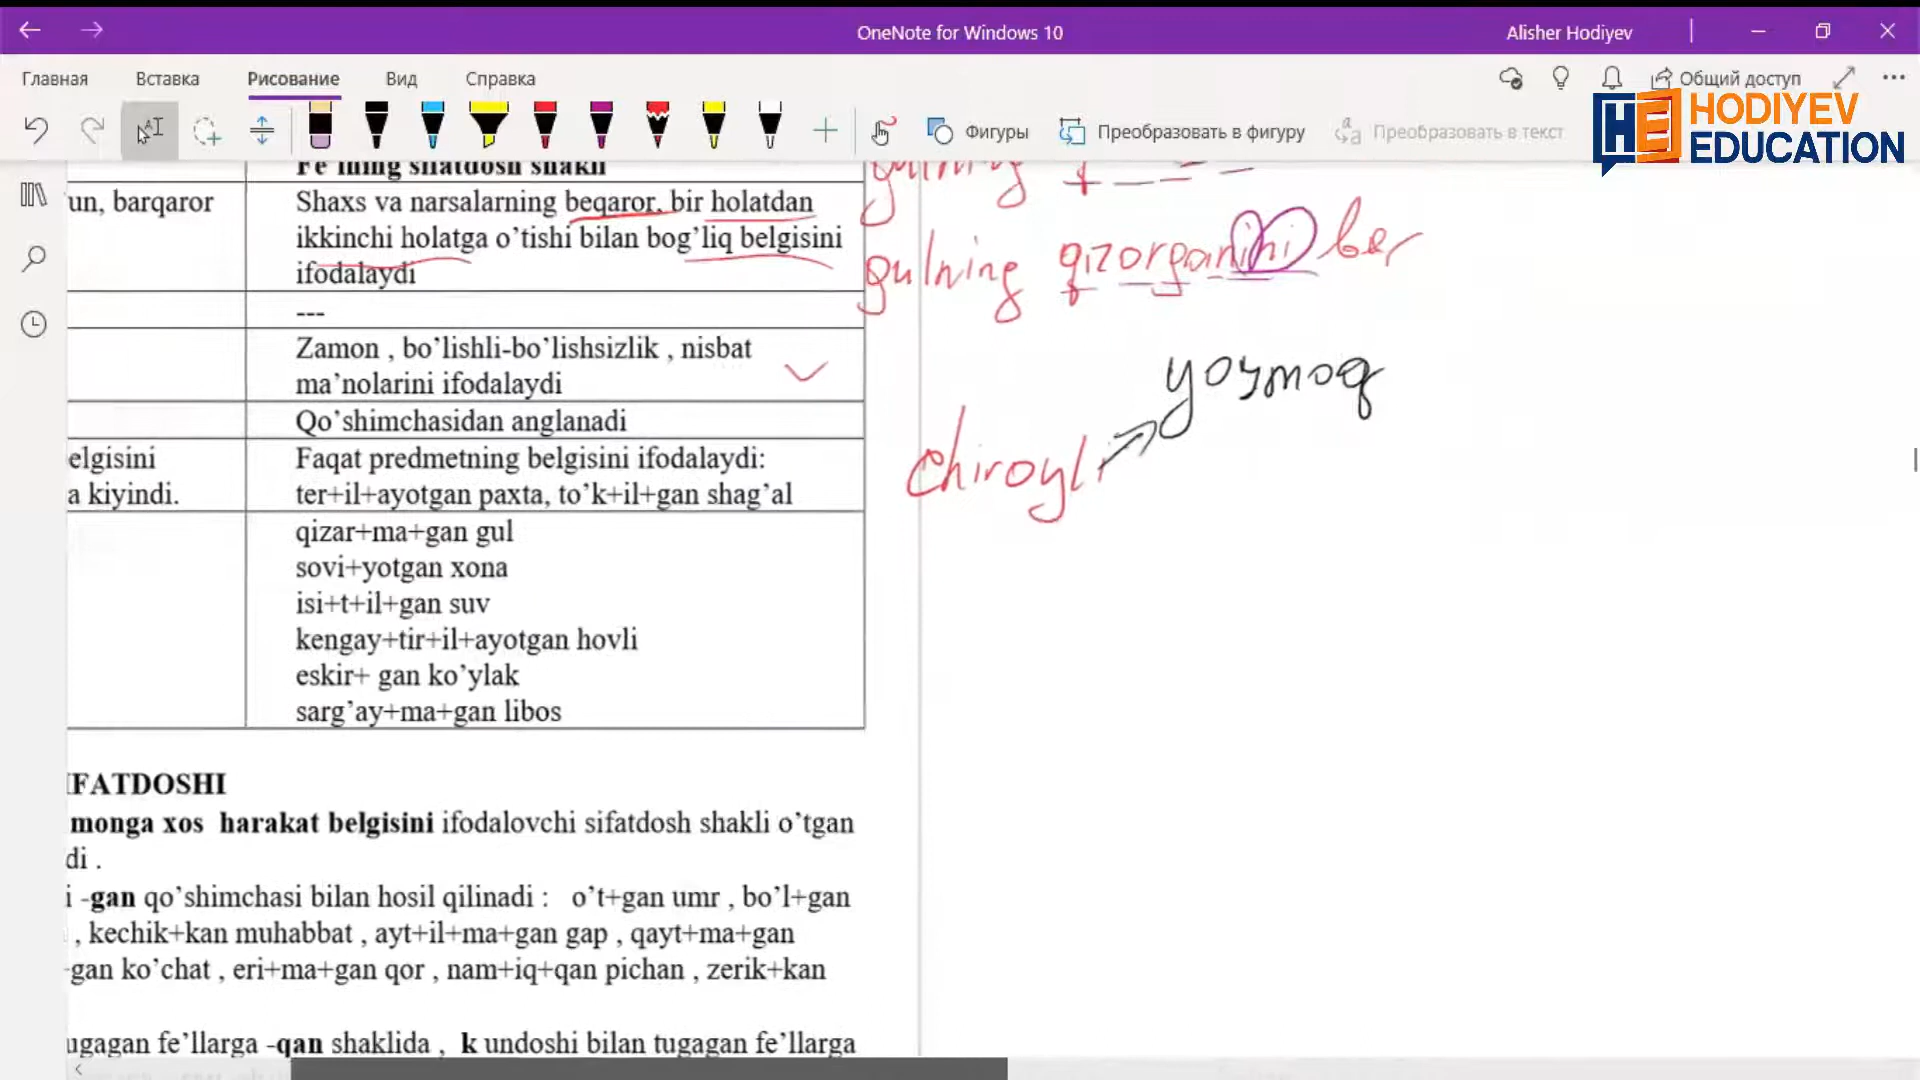 OneNote for Windows 10
Alisher Hodiyev
Главная Вставка Рисование Вид Справка
Общий доступ
Фигуры Преобразовать в фигуру Преобразовать в текст
HODIYEV
EDUCATION
Fe'lning sifatdosh shakli
un, barqaror
Shaxs va narsalarning beqaror, bir holatdan
ikkinchi holatga o’tishi bilan bog’liq belgisini
ifodalaydi
---
Zamon , bo’lishli-bo’lishsizlik , nisbat
ma’nolarini ifodalaydi
Qo’shimchasidan anglanadi
elgisini
a kiyindi.
Faqat predmetning belgisini ifodalaydi:
ter+il+ayotgan paxta, to’k+il+gan shag’al
qizar+ma+gan gul
sovi+yotgan xona
isi+t+il+gan suv
kengay+tir+il+ayotgan hovli
eskir+ gan ko’ylak
sarg’ay+ma+gan libos
gulning
gulning qizorganini ber
yozmoq
chiroyli
IFATDOSHI
monga xos harakat belgisini ifodalovchi sifatdosh shakli o’tgan
di .
i -gan qo’shimchasi bilan hosil qilinadi : o’t+gan umr , bo’l+gan
, kechik+kan muhabbat , ayt+il+ma+gan gap , qayt+ma+gan
-gan ko’chat , eri+ma+gan qor , nam+iq+qan pichan , zerik+kan
ugagan fe’llarga -qan shaklida , k undoshi bilan tugagan fe’llarga